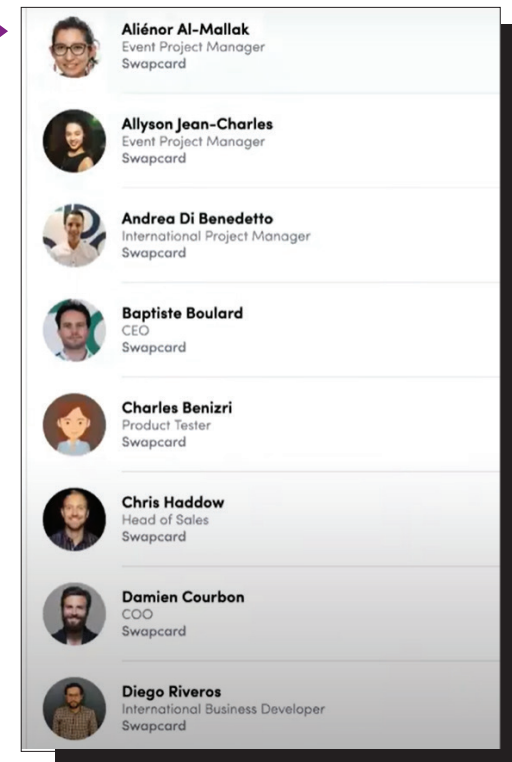 Aliénor Al-Mallak
Event Project Manager
Swapcard
Allyson Jean-Charles
Event Project Manager
Swapcard
Andrea Di Benedetto
International Project Manager
Swapcard
Baptiste Boulard
CEO
Swapcard
Charles Benizri
Product Tester
Swapcard
Chris Haddow
Head of Sales
Swapcard
Damien Courbon
COO
Swapcard
Diego Riveros
International Business Developer
Swapcard